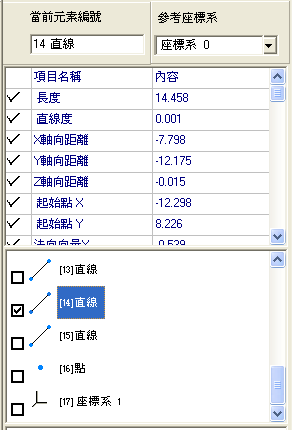 當前元素編號
參考座標系
14 直線
座標系 0
項目名稱 內容
長度 14.458
直線度 0.001
X軸向距離 -7.798
Y軸向距離 -12.175
Z軸向距離 -0.015
起始點 X -12.298
起始點 Y 8.226
法向向量X -0.539
[13]直線
[14]直線
[15]直線
[16]點
[17] 座標系 1